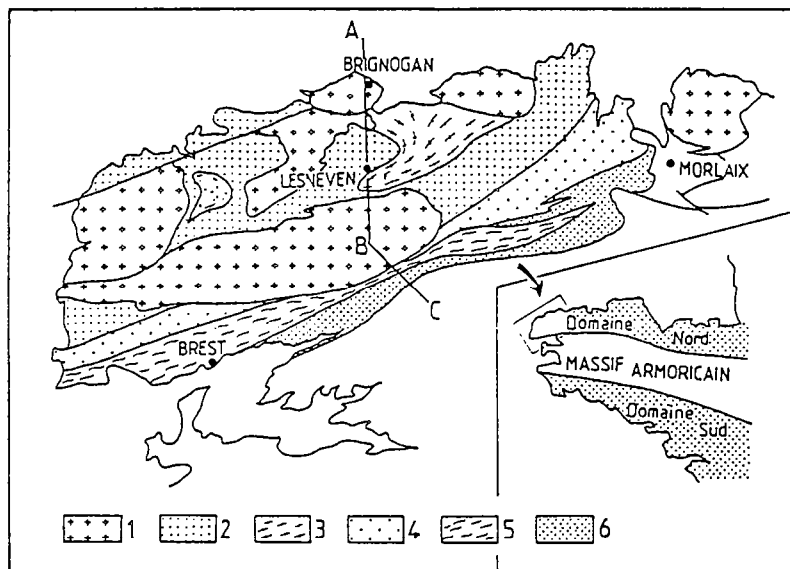 A
BRIGNOGAN
MORLAIX
LESNEVEN
B
C
BREST
Domaine Nord
MASSIF ARMORICAIN
Domaine
Sud
1 2 3 4 5 6